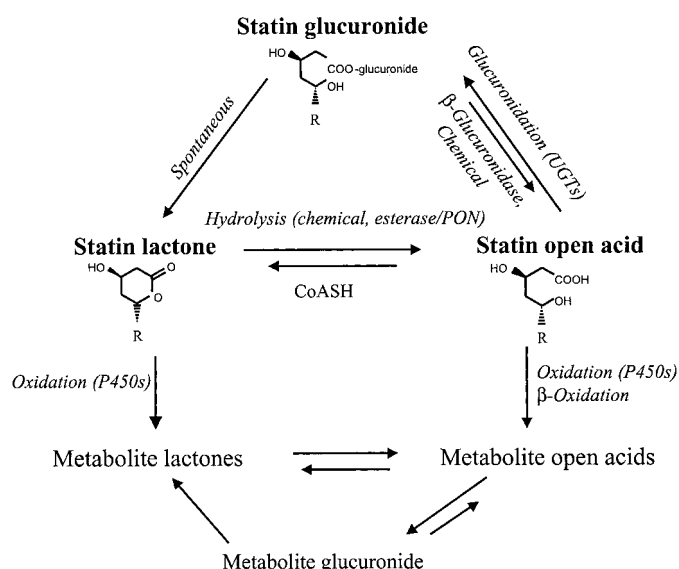 Statin glucuronide
HO
COO-glucuronide
OH
R
Spontaneous
Glucuronidation (UGTs)
β-Glucuronidase,
Chemical
Hydrolysis (chemical, esterase/PON)
Statin lactone
Statin open acid
CoASH
HO
O
O
R
HO
COOH
OH
R
Oxidation (P450s)
Oxidation (P450s)
β-Oxidation
Metabolite lactones
Metabolite open acids
Metabolite glucuronide